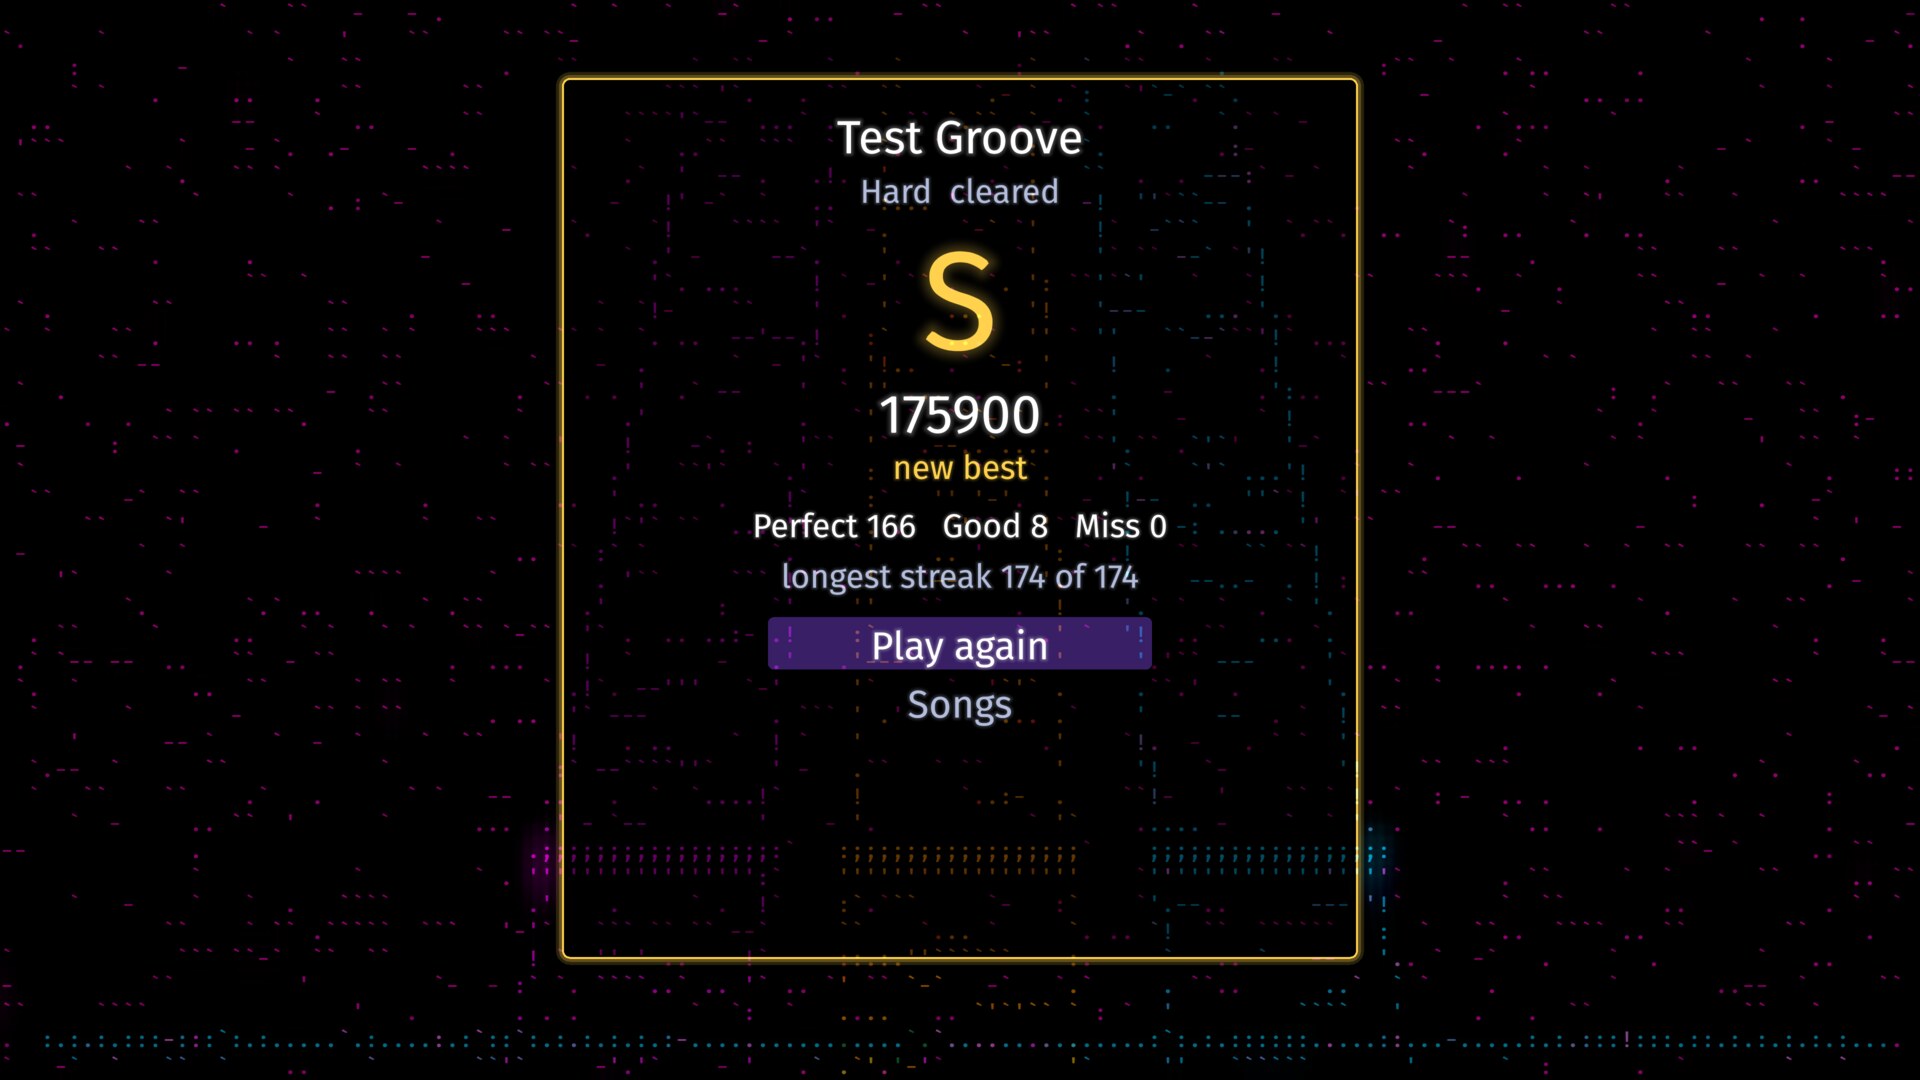 Test Groove
Hard cleared
S
175900
new best
Perfect 166 Good 8 Miss 0
longest streak 174 of 174
Play again
Songs